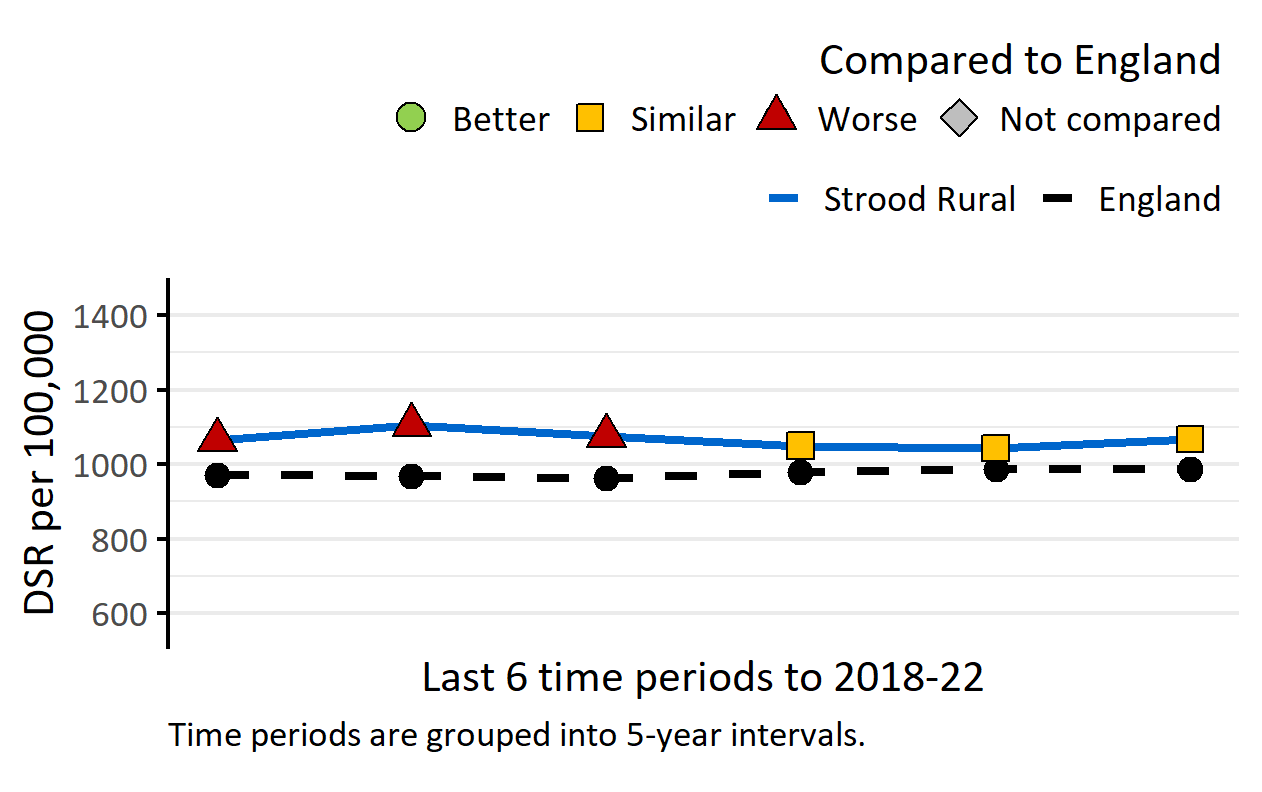 Compared to England
Better Similar Worse Not compared
Strood Rural England
DSR per 100,000
1400
1200
1000
800
600
Last 6 time periods to 2018-22
Time periods are grouped into 5-year intervals.